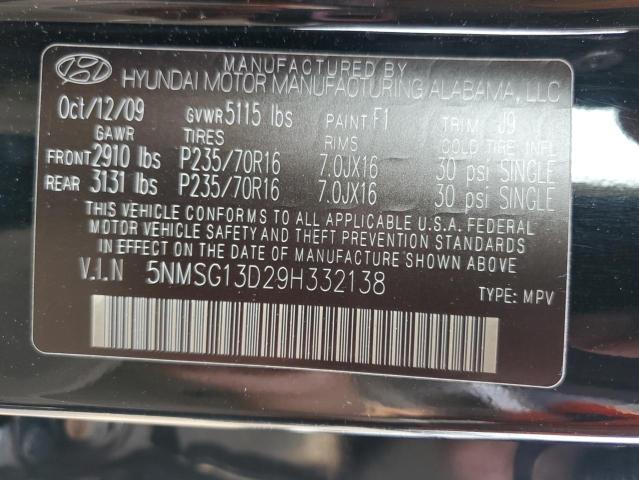 MANUFACTURED BY
HYUNDAI MOTOR MANUFACTURING ALABAMA, LLC
Oct/12/09 GVWR 5115 lbs PAINT F1 TRIM J9
GAWR TIRES RIMS COLD TIRE INFL
FRONT 2910 lbs P235/70R16 7.0JX16 30 psi SINGLE
REAR 3131 lbs P235/70R16 7.0JX16 30 psi SINGLE
THIS VEHICLE CONFORMS TO ALL APPLICABLE U.S.A. FEDERAL
MOTOR VEHICLE SAFETY AND THEFT PREVENTION STANDARDS
IN EFFECT ON THE DATE OF MANUFACTURE SHOWN ABOVE.
V.I.N 5NMSG13D29H332138
TYPE: MPV